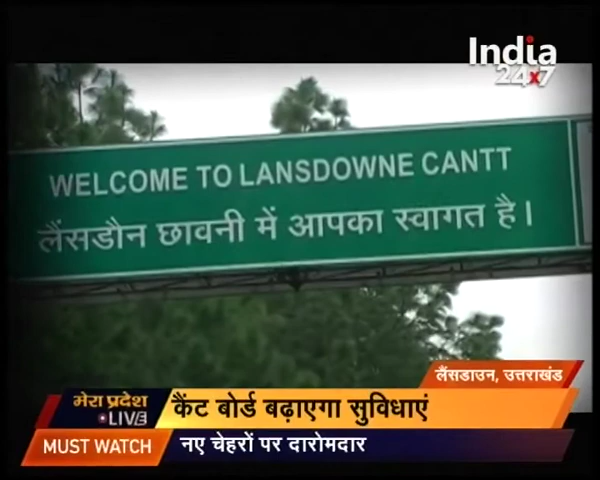 India
24x7
WELCOME TO LANSDOWNE CANTT
लैंसडौन छावनी में आपका स्वागत है।
लैंसडाउन, उत्तराखंड
मेरा प्रदेश
LIVE
कैंट बोर्ड बढ़ाएगा सुविधाएं
MUST WATCH
नए चेहरों पर दारोमदार